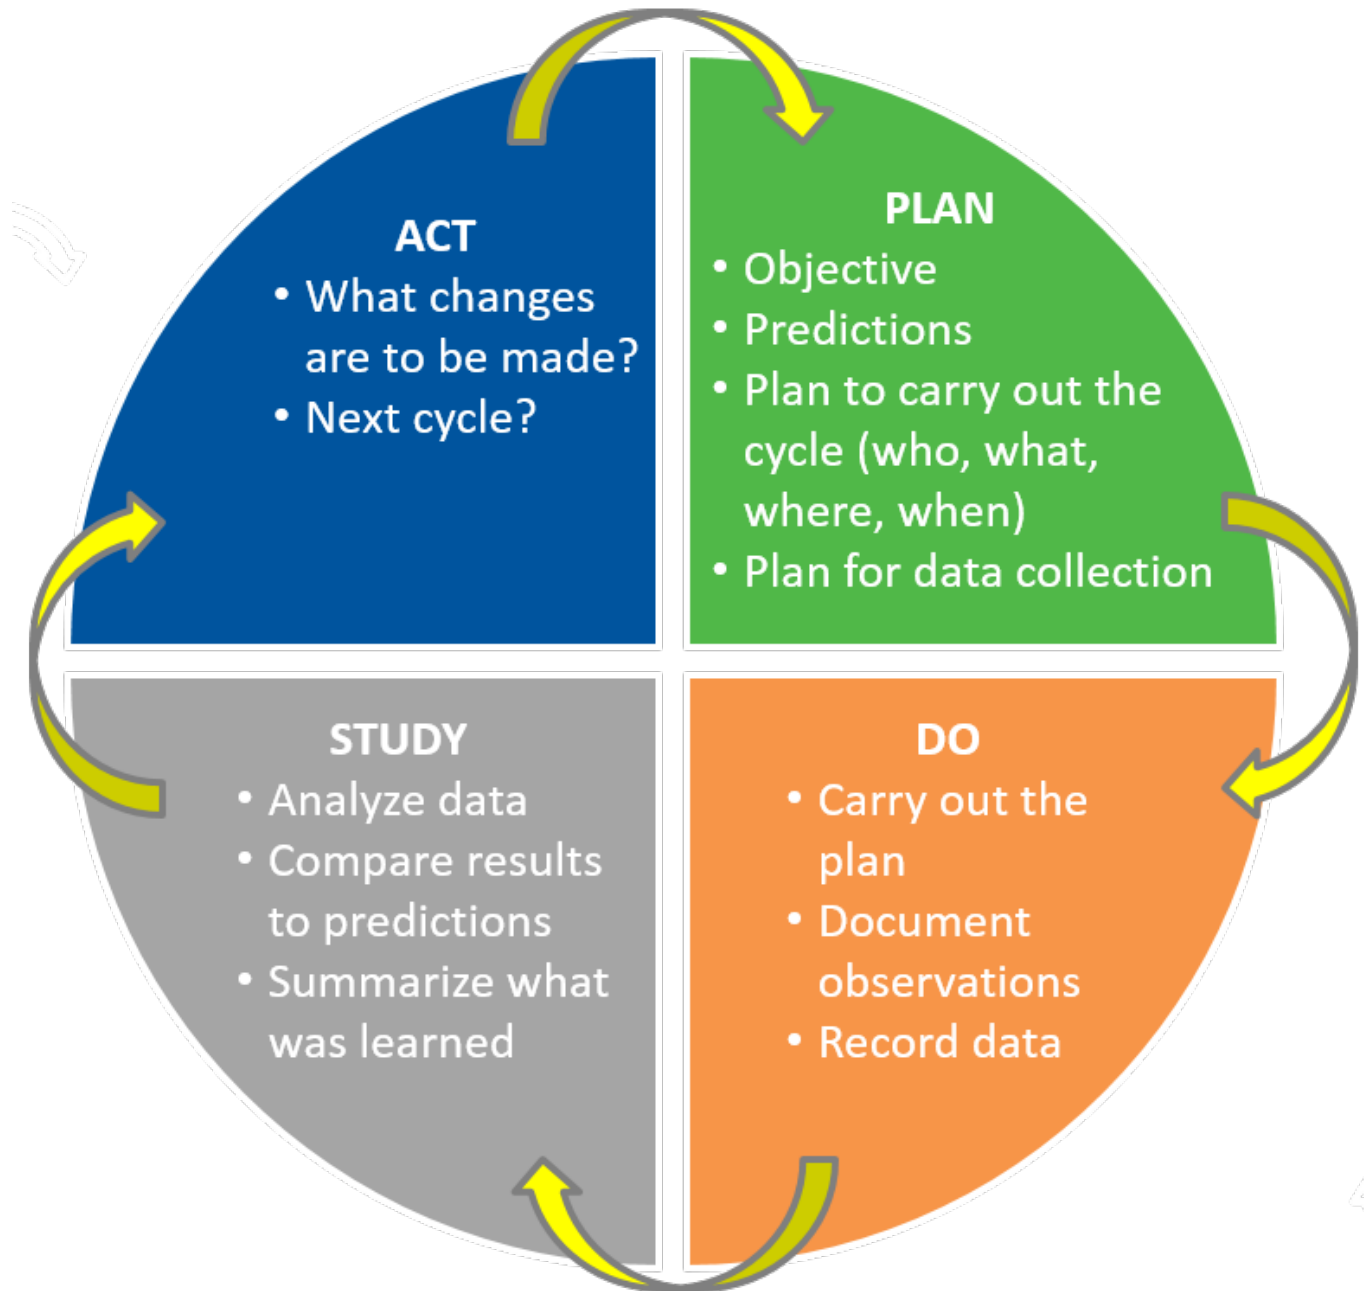 ACT
• What changes
are to be made?
• Next cycle?
PLAN
• Objective
• Predictions
• Plan to carry out the
cycle (who, what,
where, when)
• Plan for data collection
STUDY
• Analyze data
• Compare results
to predictions
• Summarize what
was learned
DO
• Carry out the
plan
• Document
observations
• Record data